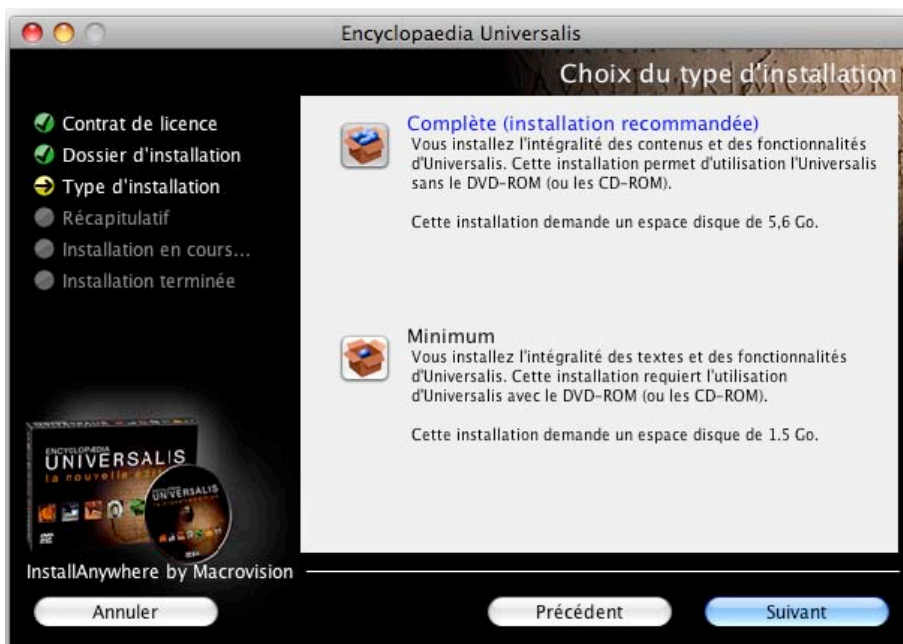 Encyclopaedia Universalis
Choix du type d'installation
Contrat de licence
Dossier d'installation
Type d'installation
Récapitulatif
Installation en cours...
Installation terminée
Complète (installation recommandée)
Vous installez l'intégralité des contenus et des fonctionnalités
d'Universalis. Cette installation permet d'utilisation l'Universalis
sans le DVD-ROM (ou les CD-ROM).
Cette installation demande un espace disque de 5,6 Go.
Minimum
Vous installez l'intégralité des textes et des fonctionnalités
d'Universalis. Cette installation requiert l'utilisation
d'Universalis avec le DVD-ROM (ou les CD-ROM).
Cette installation demande un espace disque de 1.5 Go.
ENCYCLOPÆDIA
UNIVERSALIS
la nouvelle
UNIVERSALIS
InstallAnywhere by Macrovision
Annuler
Précédent
Suivant